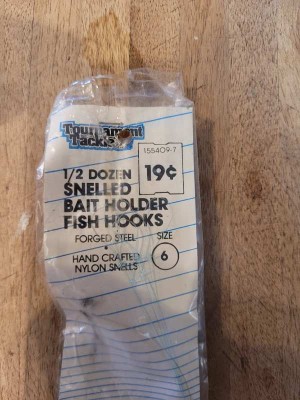 Tournament
Tackle
155409-7
19¢
1/2 DOZEN
SNELLED
BAIT HOLDER
FISH HOOKS
FORGED STEEL
SIZE
6
•
HAND CRAFTED
NYLON SNELLS